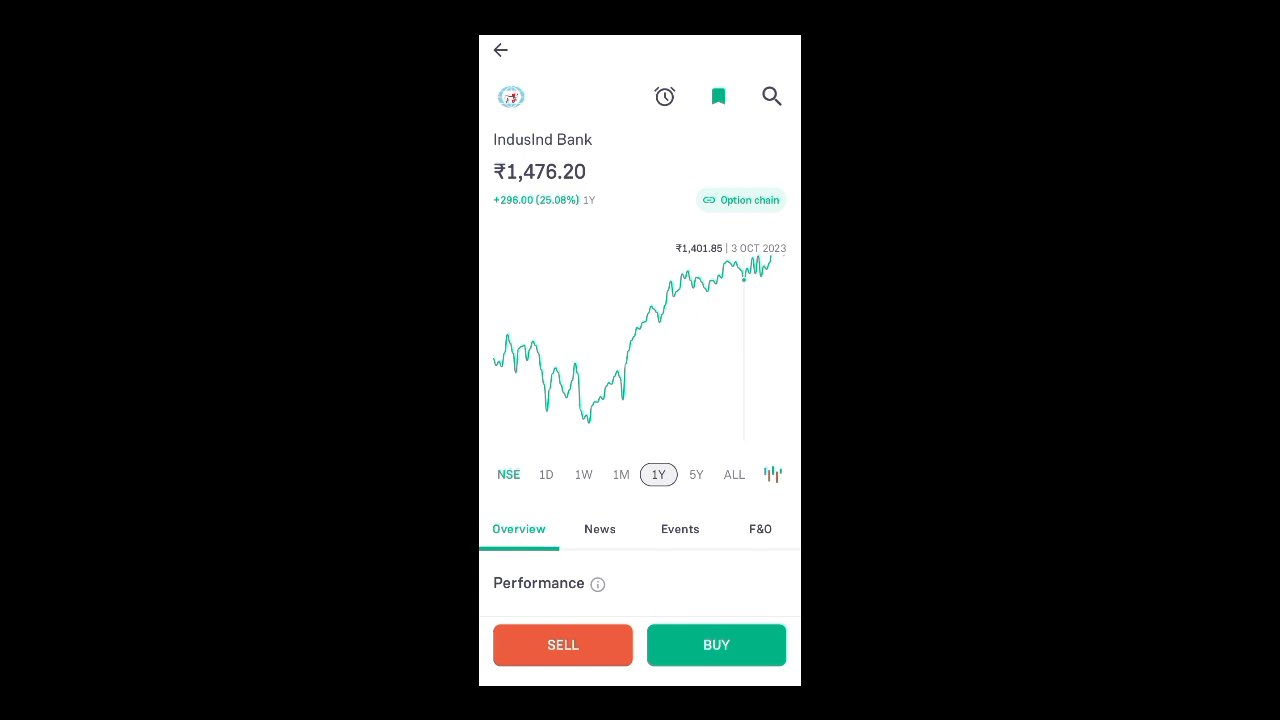 IndusInd Bank
₹1,476.20
+296.00 (25.08%) 1Y
Option chain
₹1,401.85 | 3 OCT 2023
NSE 1D 1W 1M 1Y 5Y ALL
Overview News Events F&O
Performance
SELL BUY